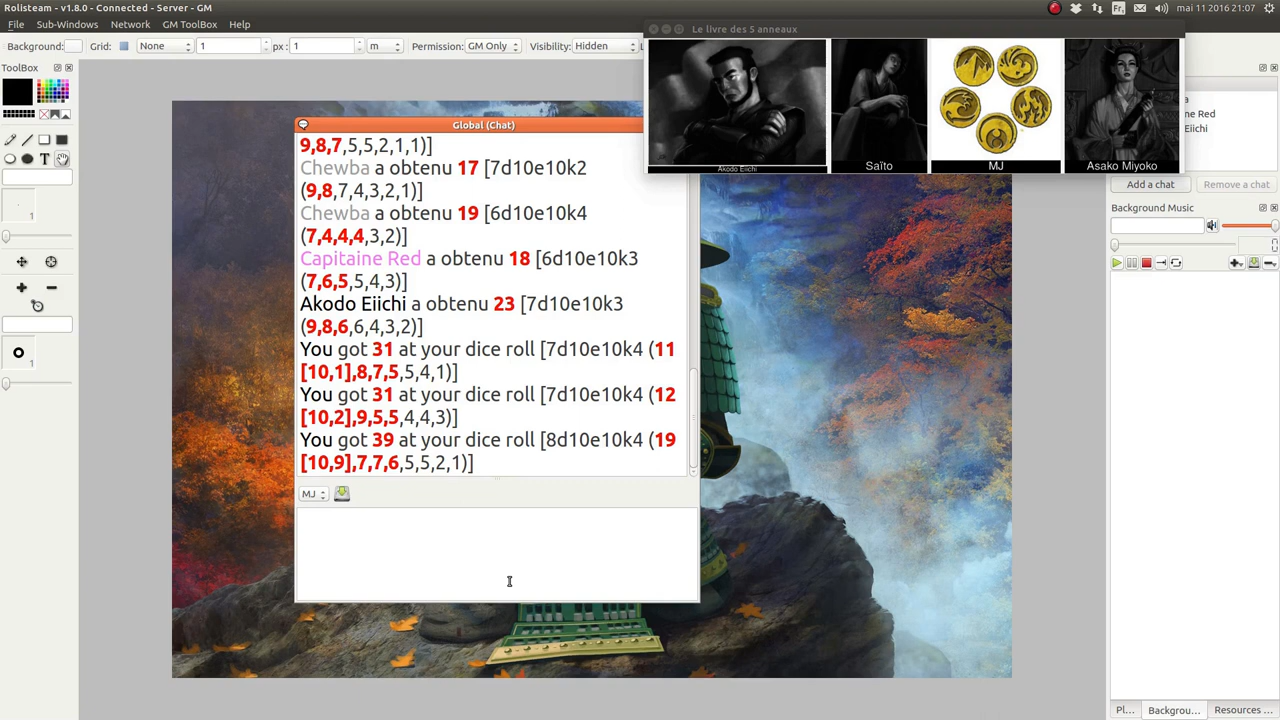 Rolisteam - v1.8.0 - Connected - Server - GM
Fr,
mai 11 2016 21:07
File Sub-Windows Network GM ToolBox Help
Le livre des 5 anneaux
Background: Grid: None 1 px : 1 m Permission: GM Only Visibility: Hidden
ToolBox
1
1
Global (Chat)
9,8,7,5,5,2,1,1)]
Chewba a obtenu 17 [7d10e10k2
(9,8,7,4,3,2,1)]
Chewba a obtenu 19 [6d10e10k4
(7,4,4,4,3,2)]
Capitaine Red a obtenu 18 [6d10e10k3
(7,6,5,5,4,3)]
Akodo Eiichi a obtenu 23 [7d10e10k3
(9,8,6,6,4,3,2)]
You got 31 at your dice roll [7d10e10k4 (11
[10,1],8,7,5,5,4,1)]
You got 31 at your dice roll [7d10e10k4 (12
[10,2],9,5,5,4,4,3)]
You got 39 at your dice roll [8d10e10k4 (19
[10,9],7,7,6,5,5,2,1)]
MJ
Akodo Eiichi
Saïto
MJ
Asako Miyoko
Add a chat Remove a chat
Background Music
Pl... Backgrou... Resources ...